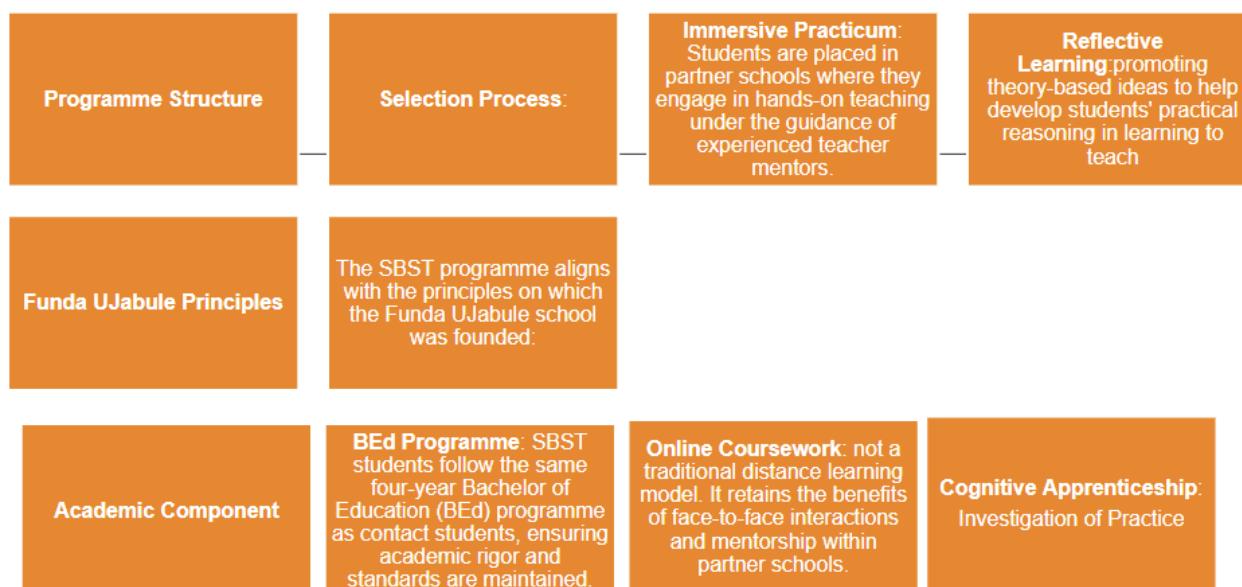 Programme Structure
Selection Process:
Immersive Practicum:
Students are placed in
partner schools where they
engage in hands-on teaching
under the guidance of
experienced teacher
mentors.
Reflective
Learning:promoting
theory-based ideas to help
develop students' practical
reasoning in learning to
teach
Funda UJabule Principles
The SBST programme aligns
with the principles on which
the Funda UJabule school
was founded:
Academic Component
BEd Programme: SBST
students follow the same
four-year Bachelor of
Education (BEd) programme
as contact students, ensuring
academic rigor and
standards are maintained.
Online Coursework: not a
traditional distance learning
model. It retains the benefits
of face-to-face interactions
and mentorship within
partner schools.
Cognitive Apprenticeship:
Investigation of Practice